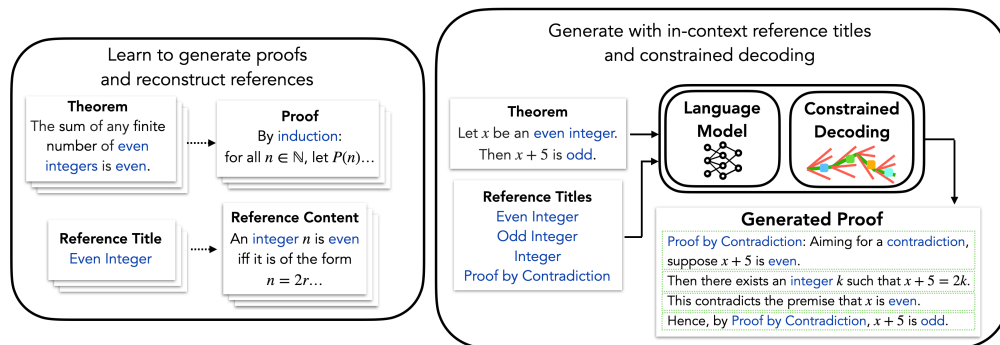 Learn to generate proofs
and reconstruct references
Theorem
The sum of any finite
number of even
integers is even.
Proof
By induction:
for all n ∈ ℕ, let P(n)…
Reference Title
Even Integer
Reference Content
An integer n is even
iff it is of the form
n = 2r…
Generate with in-context reference titles
and constrained decoding
Theorem
Let x be an even integer.
Then x + 5 is odd.
Reference Titles
Even Integer
Odd Integer
Integer
Proof by Contradiction
Language
Model
Constrained
Decoding
Generated Proof
Proof by Contradiction: Aiming for a contradiction,
suppose x + 5 is even.
Then there exists an integer k such that x + 5 = 2k.
This contradicts the premise that x is even.
Hence, by Proof by Contradiction, x + 5 is odd.